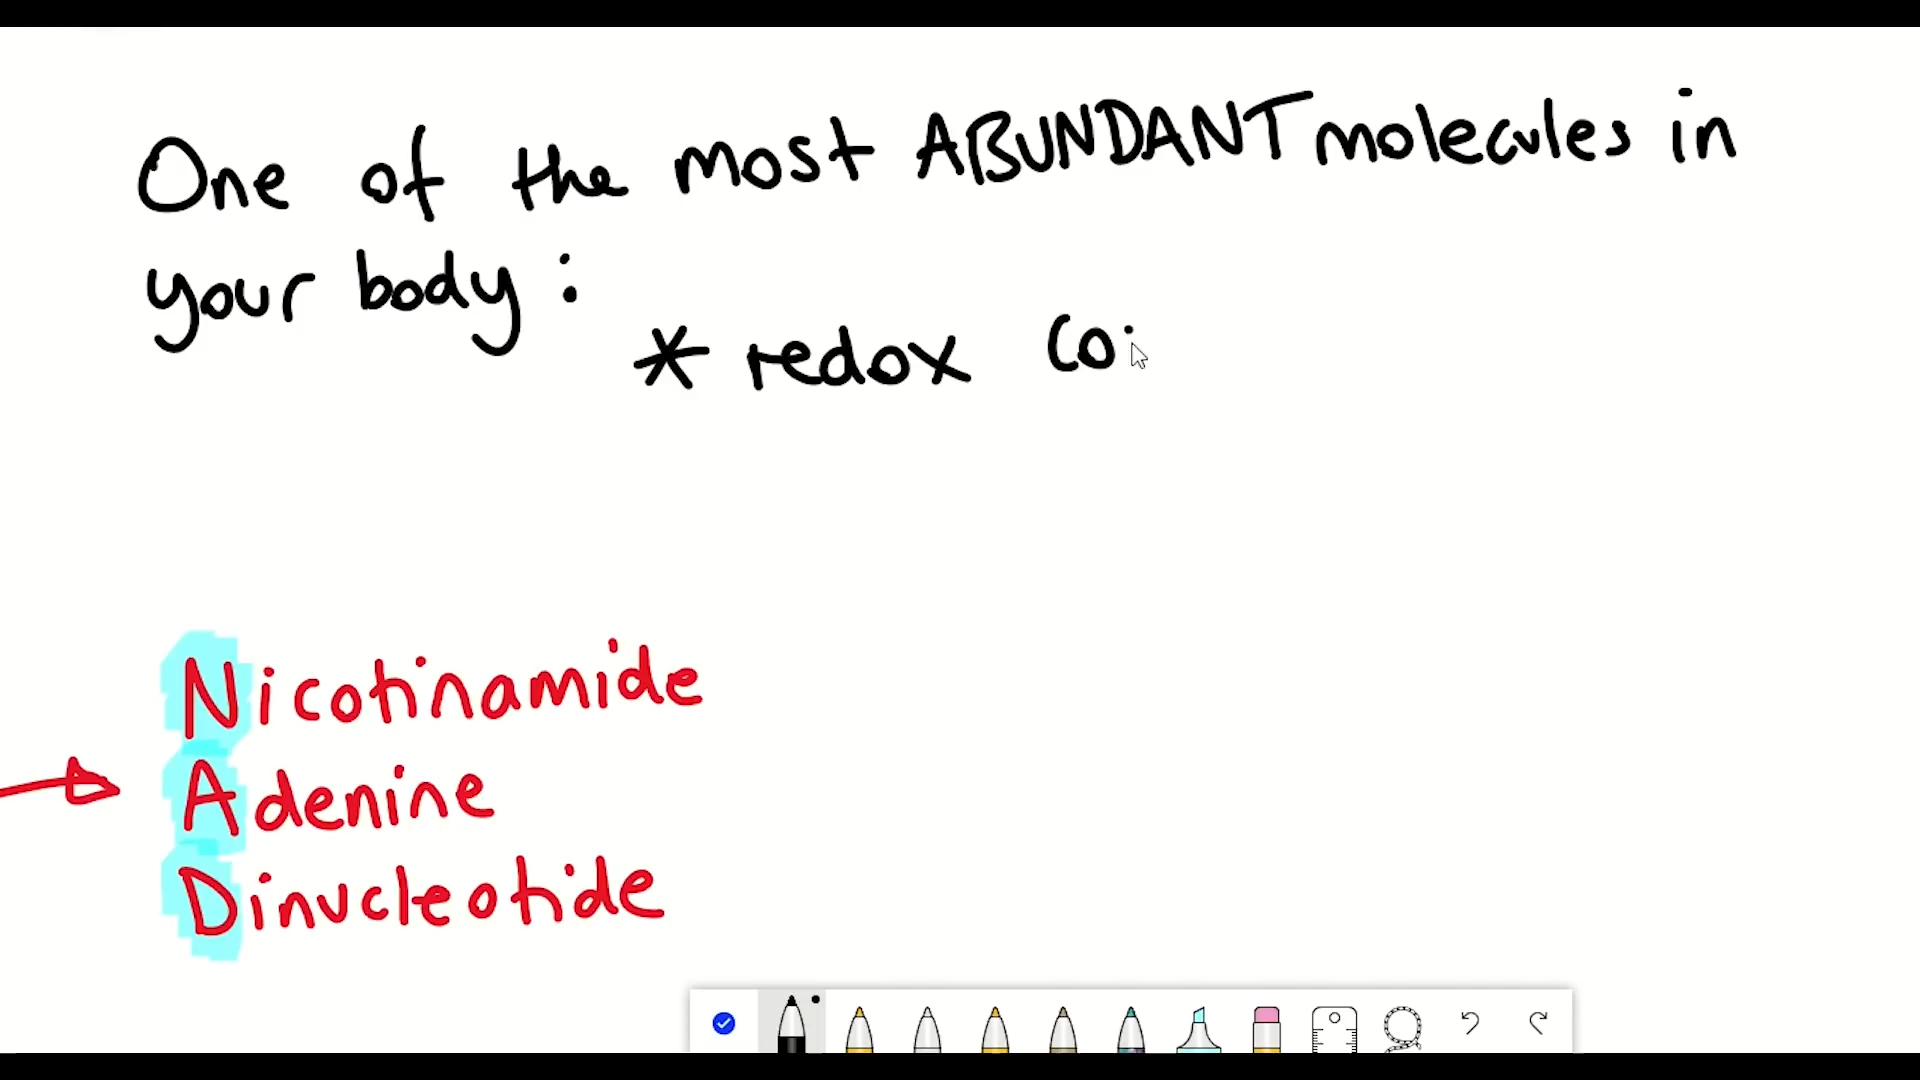 One of the most ABUNDANT molecules in
your body :
* redox co
Nicotinamide
Adenine
Dinucleotide